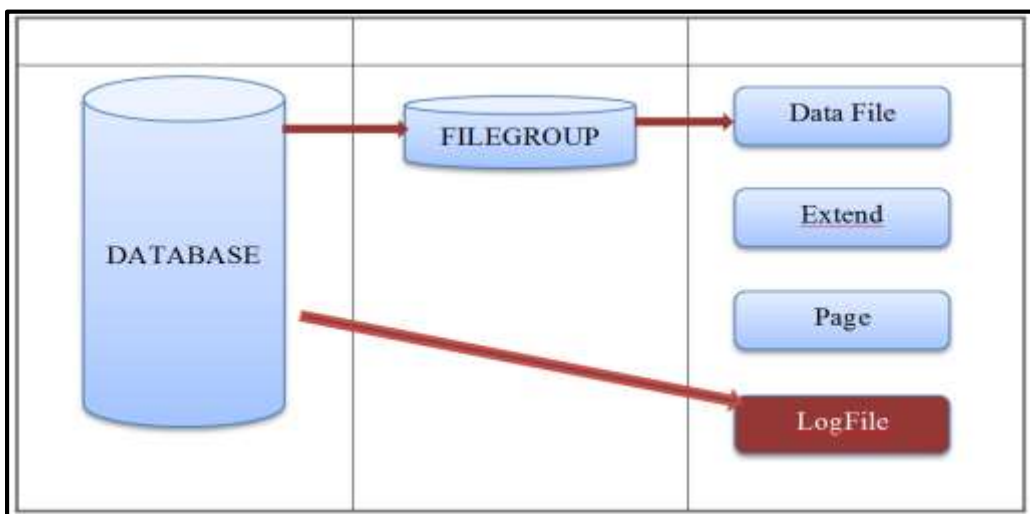 DATABASE
FILEGROUP
Data File
Extend
Page
LogFile